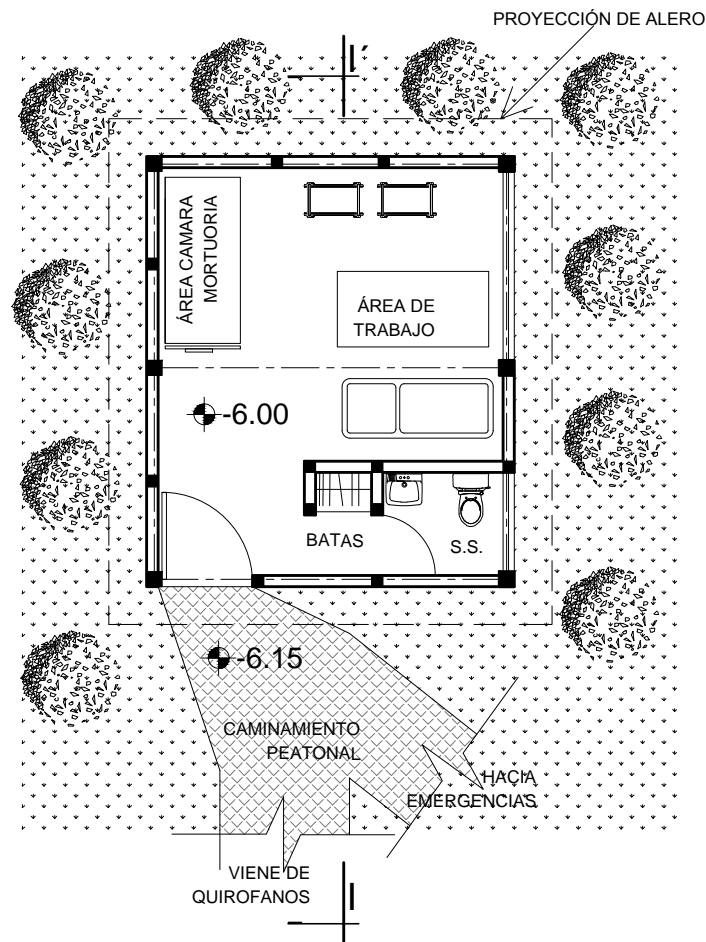 PROYECCIÓN DE ALERO
I´
ÁREA CAMARA
MORTUORIA
ÁREA DE
TRABAJO
-6.00
BATAS
S.S.
-6.15
CAMINAMIENTO
PEATONAL
HACIA
EMERGENCIAS
VIENE DE
QUIROFANOS
I